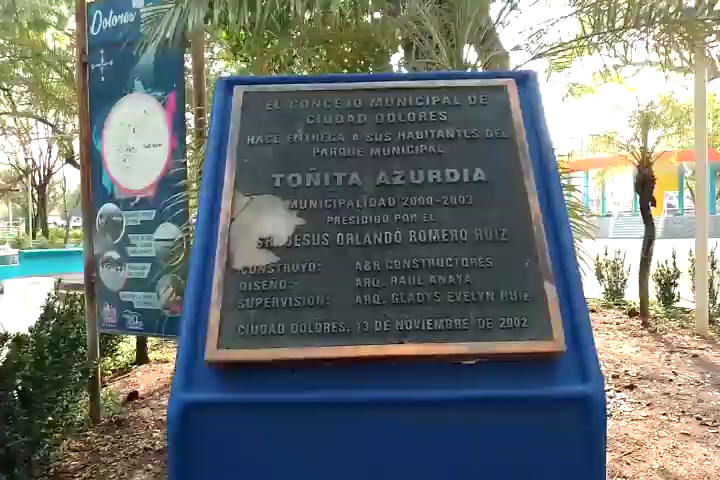 Dolores
EL CONCEJO MUNICIPAL DE
CIUDAD DOLORES
HACE ENTREGA A SUS HABITANTES DEL
PARQUE MUNICIPAL
TOÑITA AZURDIA
MUNICIPALIDAD 2000-2003
PRESIDIDO POR EL
SR. JESUS ORLANDO ROMERO RUIZ
CONSTRUYO: A&R CONSTRUCTORES
DISEÑO: ARQ. RAUL ANAYA
SUPERVISION: ARQ. GLADYS EVELYN RUIZ
CIUDAD DOLORES, 13 DE NOVIEMBRE DE 2002